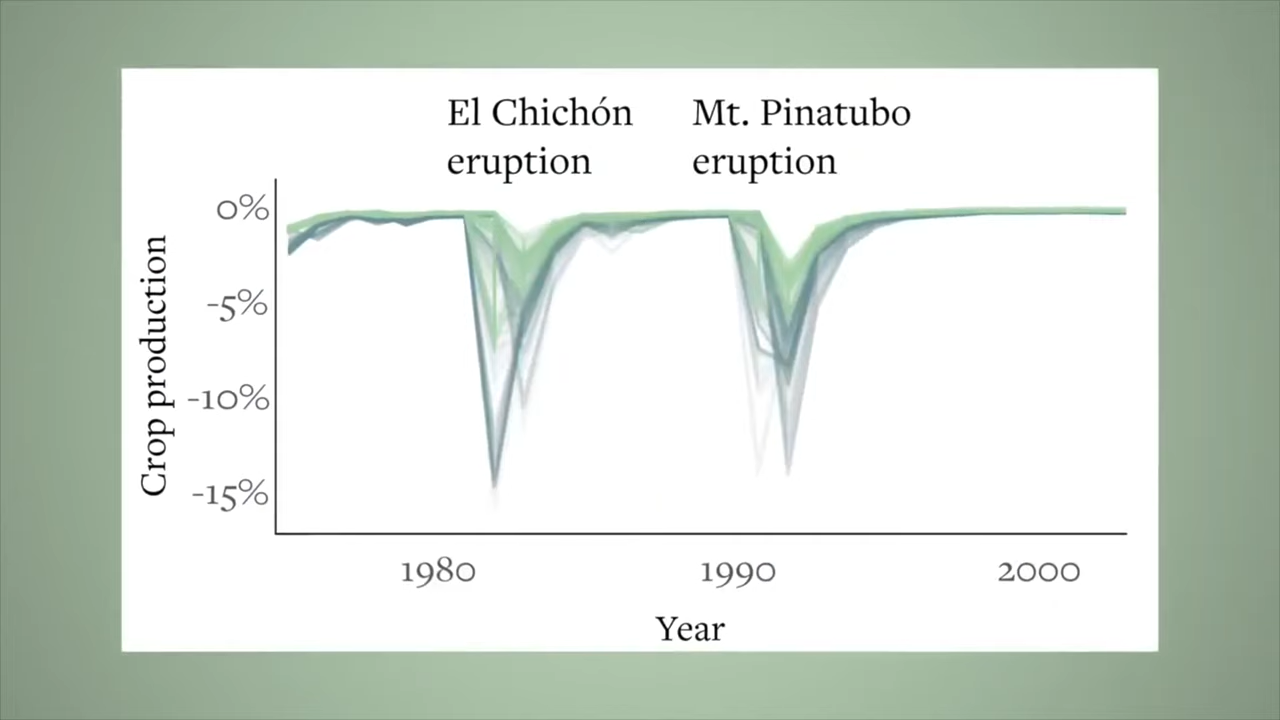 El Chichón
eruption
Mt. Pinatubo
eruption
0%
-5%
-10%
-15%
Crop production
1980
1990
2000
Year